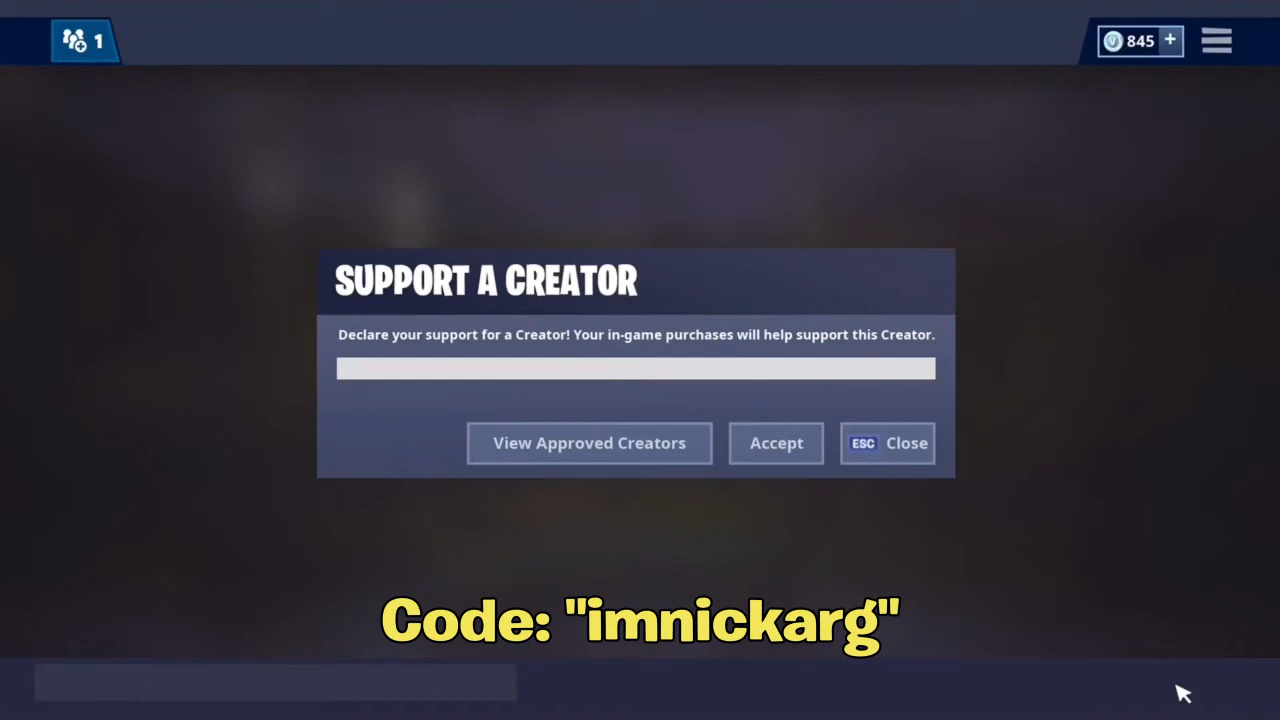 1
845 +
SUPPORT A CREATOR
Declare your support for a Creator! Your in-game purchases will help support this Creator.
View Approved Creators
Accept
ESC Close
Code: "imnickarg"